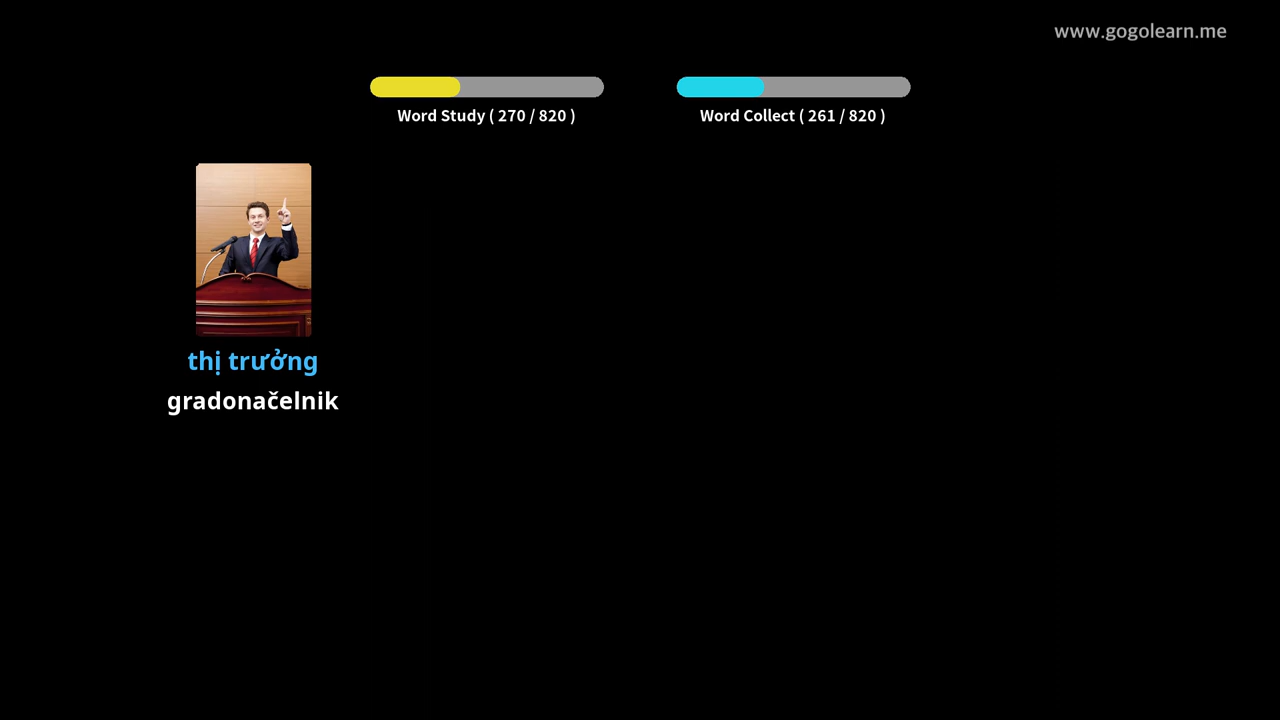 www.gogolearn.me
Word Study ( 270 / 820 )
Word Collect ( 261 / 820 )
thị trưởng
gradonačelnik